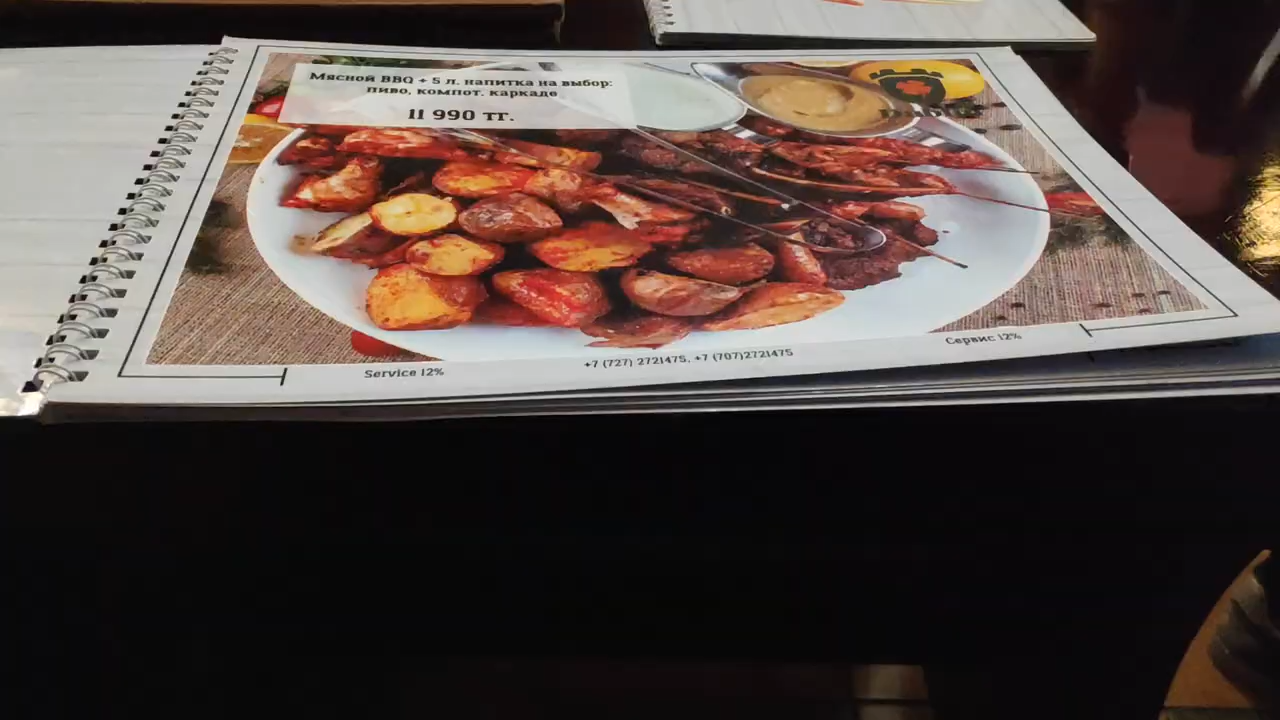 Мясной BBQ + 5 л. напитка на выбор:
пиво, компот, каркаде
11 990 тг.
Service 12%
+7 (727) 2721475, +7 (707)2721475
Сервис 12%